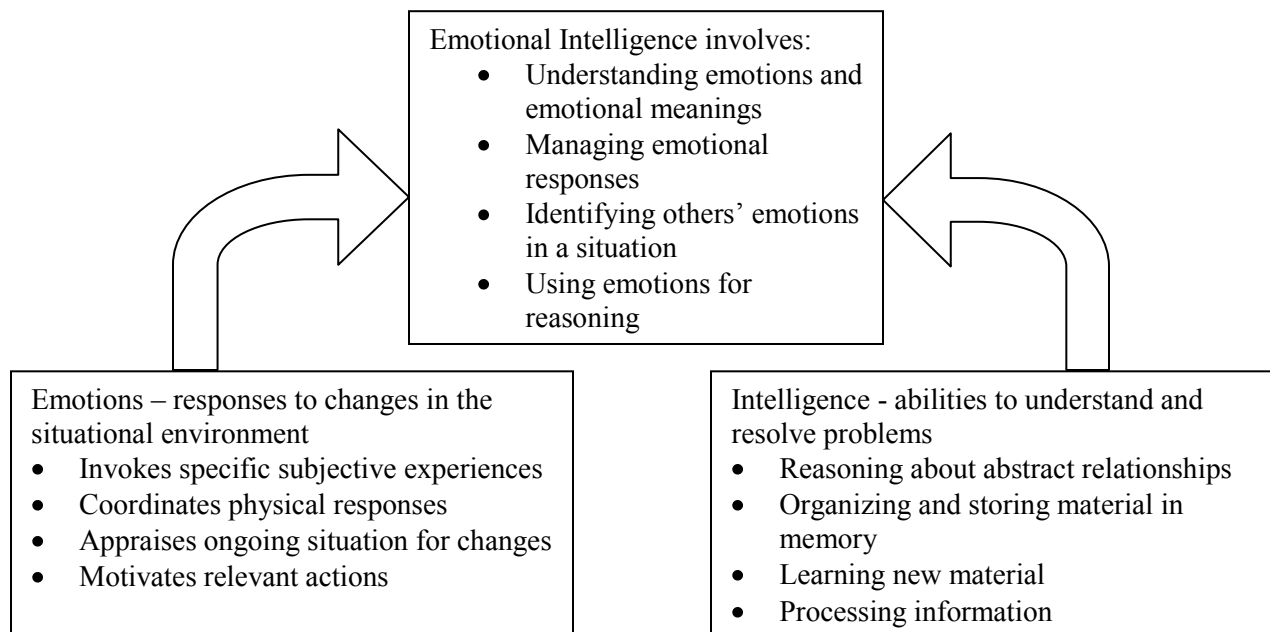 Emotional Intelligence involves:
• Understanding emotions and
emotional meanings
• Managing emotional
responses
• Identifying others’ emotions
in a situation
• Using emotions for
reasoning
Emotions – responses to changes in the
situational environment
• Invokes specific subjective experiences
• Coordinates physical responses
• Appraises ongoing situation for changes
• Motivates relevant actions
Intelligence - abilities to understand and
resolve problems
• Reasoning about abstract relationships
• Organizing and storing material in
memory
• Learning new material
• Processing information